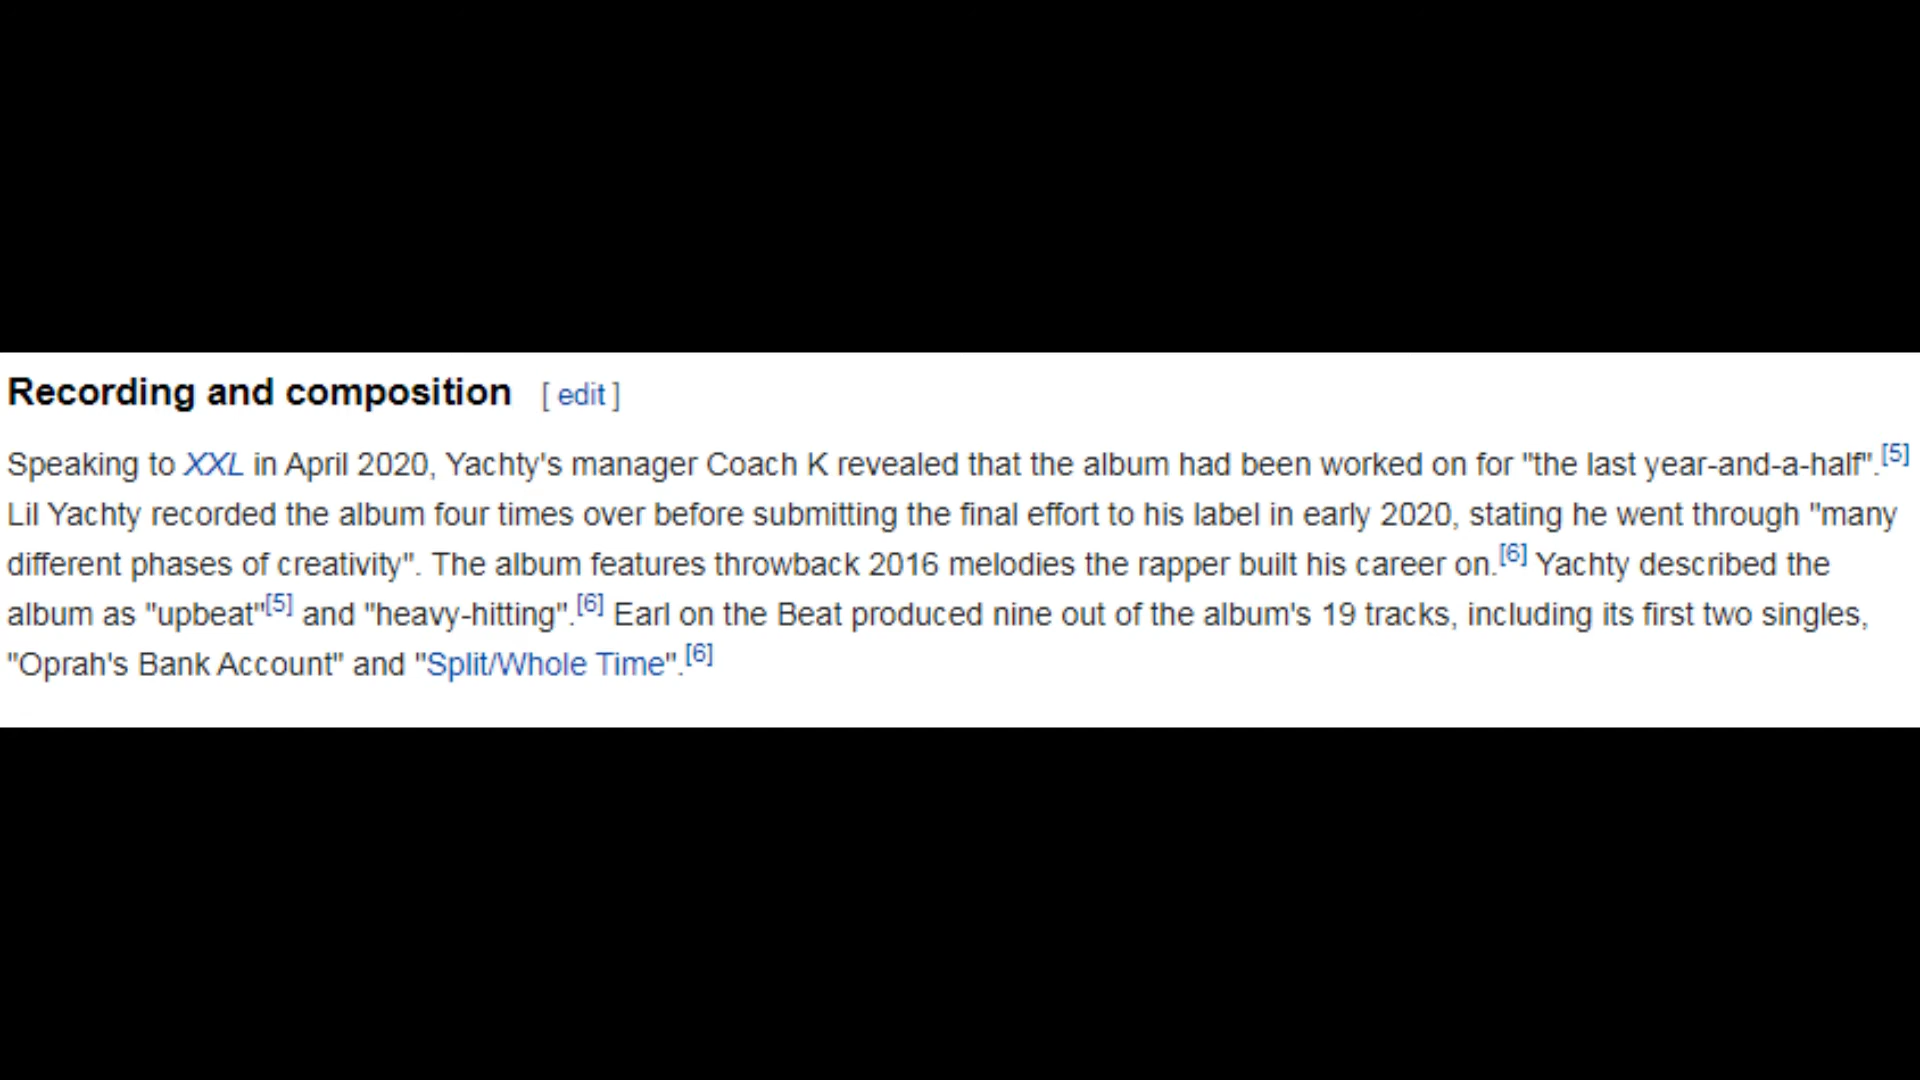 Recording and composition [ edit ]
Speaking to XXL in April 2020, Yachty's manager Coach K revealed that the album had been worked on for "the last year-and-a-half".[5]
Lil Yachty recorded the album four times over before submitting the final effort to his label in early 2020, stating he went through "many
different phases of creativity". The album features throwback 2016 melodies the rapper built his career on.[6] Yachty described the
album as "upbeat"[5] and "heavy-hitting".[6] Earl on the Beat produced nine out of the album's 19 tracks, including its first two singles,
"Oprah's Bank Account" and "Split/Whole Time".[6]